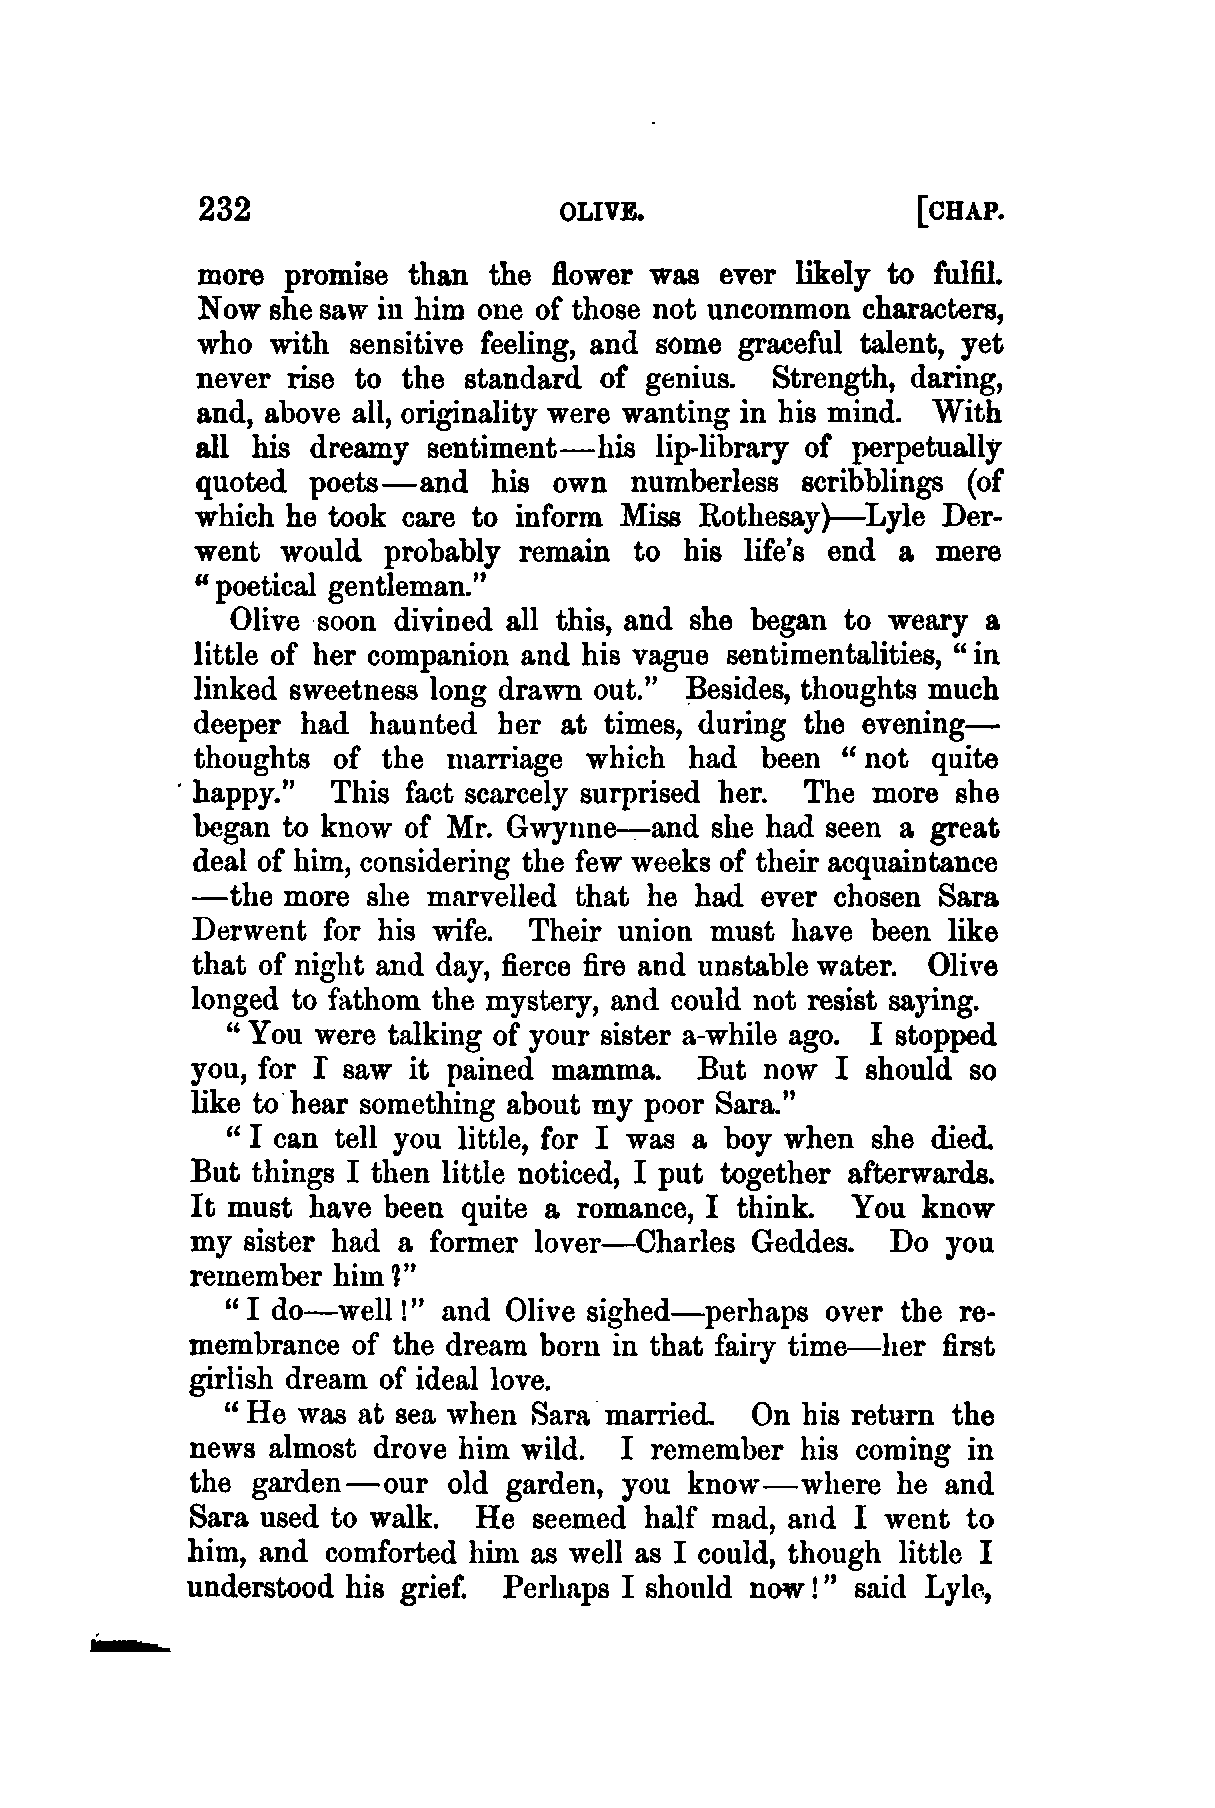 232 OLIVE. [CHAP.
more promise than the flower was ever likely to fulfil.
Now she saw in him one of those not uncommon characters,
who with sensitive feeling, and some graceful talent, yet
never rise to the standard of genius. Strength, daring,
and, above all, originality were wanting in his mind. With
all his dreamy sentiment—his lip-library of perpetually
quoted poets—and his own numberless scribblings (of
which he took care to inform Miss Rothesay)—Lyle Der-
went would probably remain to his life's end a mere
“poetical gentleman.”
Olive soon divined all this, and she began to weary a
little of her companion and his vague sentimentalities, “in
linked sweetness long drawn out.” Besides, thoughts much
deeper had haunted her at times, during the evening—
thoughts of the marriage which had been “not quite
happy.” This fact scarcely surprised her. The more she
began to know of Mr. Gwynne—and she had seen a great
deal of him, considering the few weeks of their acquaintance
—the more she marvelled that he had ever chosen Sara
Derwent for his wife. Their union must have been like
that of night and day, fierce fire and unstable water. Olive
longed to fathom the mystery, and could not resist saying.
“You were talking of your sister a-while ago. I stopped
you, for I saw it pained mamma. But now I should so
like to hear something about my poor Sara.”
“I can tell you little, for I was a boy when she died.
But things I then little noticed, I put together afterwards.
It must have been quite a romance, I think. You know
my sister had a former lover—Charles Geddes. Do you
remember him?”
“I do—well!” and Olive sighed—perhaps over the re-
membrance of the dream born in that fairy time—her first
girlish dream of ideal love.
“He was at sea when Sara married. On his return the
news almost drove him wild. I remember his coming in
the garden—our old garden, you know—where he and
Sara used to walk. He seemed half mad, and I went to
him, and comforted him as well as I could, though little I
understood his grief. Perhaps I should now!” said Lyle,